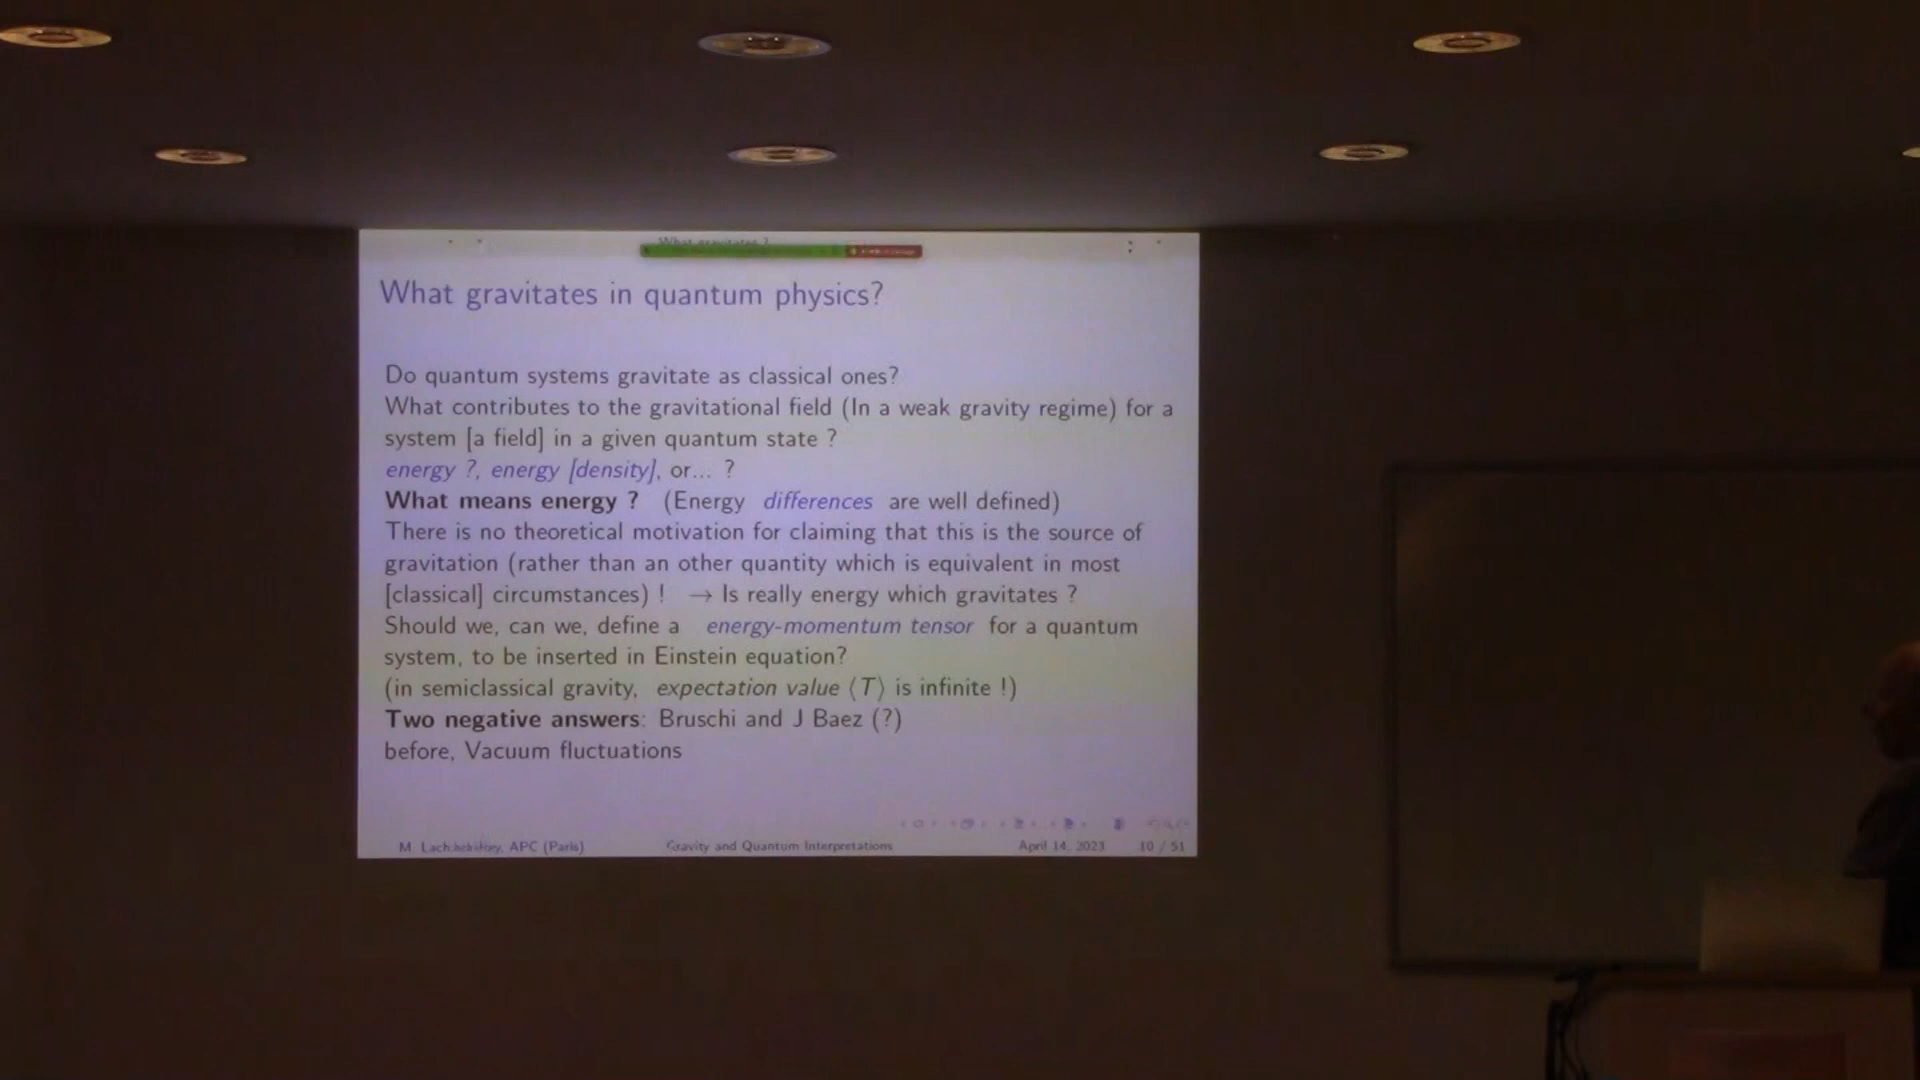 What gravitates ?
What gravitates in quantum physics?
Do quantum systems gravitate as classical ones?
What contributes to the gravitational field (In a weak gravity regime) for a
system [a field] in a given quantum state ?
energy ?, energy [density], or... ?
What means energy ? (Energy differences are well defined)
There is no theoretical motivation for claiming that this is the source of
gravitation (rather than an other quantity which is equivalent in most
[classical] circumstances) ! → Is really energy which gravitates ?
Should we, can we, define a energy-momentum tensor for a quantum
system, to be inserted in Einstein equation?
(in semiclassical gravity, expectation value ⟨T⟩ is infinite !)
Two negative answers: Bruschi and J Baez (?)
before, Vacuum fluctuations
M. APC (Paris)
Gravity and Quantum Interpretations
April 14, 2023
10 / 51